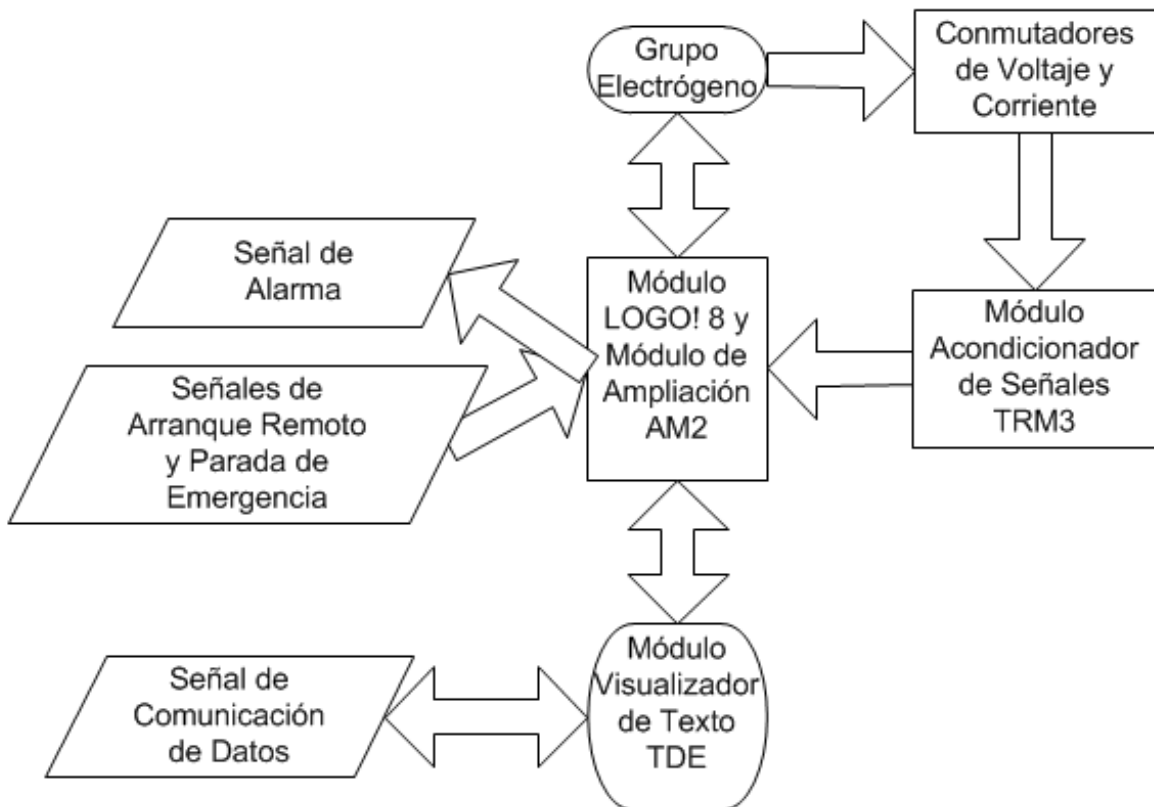 Grupo
Electrógeno
Conmutadores
de Voltaje y
Corriente
Señal de
Alarma
Módulo
LOGO! 8 y
Módulo de
Ampliación
AM2
Módulo
Acondicionador
de Señales
TRM3
Señales de
Arranque Remoto
y Parada de
Emergencia
Señal de
Comunicación
de Datos
Módulo
Visualizador
de Texto
TDE